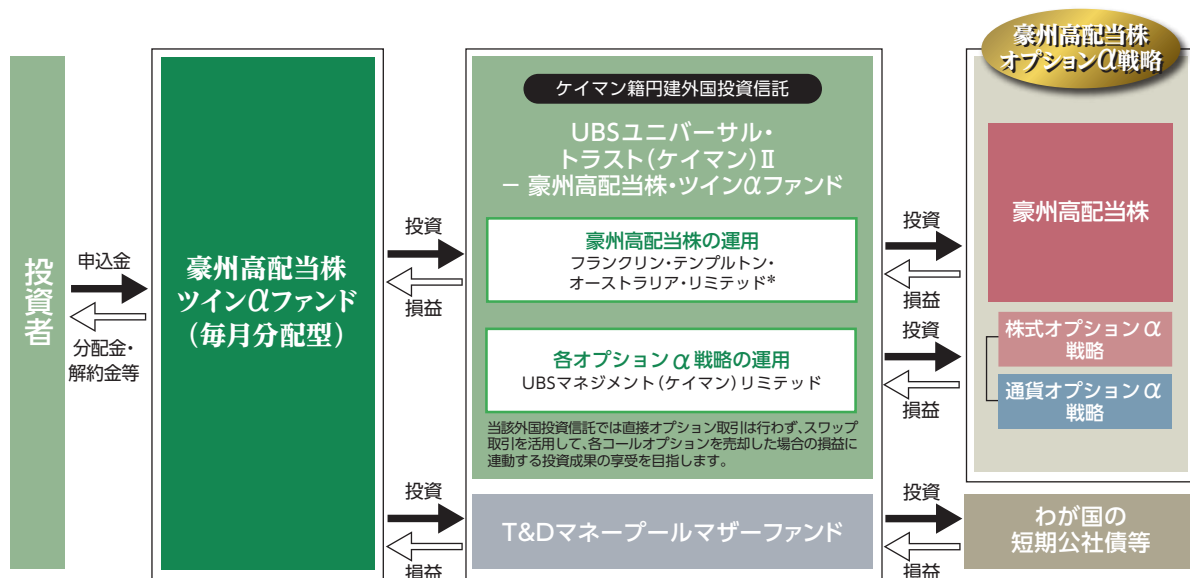 投資者
申込金
分配金・
解約金等
豪州高配当株
ツインαファンド
(毎月分配型)
投資
損益
投資
損益
ケイマン籍円建外国投資信託
UBSユニバーサル・
トラスト(ケイマン)Ⅱ
− 豪州高配当株・ツインαファンド
豪州高配当株の運用
フランクリン・テンプルトン・
オーストラリア・リミテッド*
各オプションα戦略の運用
UBSマネジメント(ケイマン)リミテッド
当該外国投資信託では直接オプション取引は行わず、スワップ
取引を活用して、各コールオプションを売却した場合の損益に
連動する投資成果の享受を目指します。
T&Dマネープールマザーファンド
投資
損益
投資
損益
投資
損益
豪州高配当株
オプションα戦略
豪州高配当株
株式オプションα
戦略
通貨オプションα
戦略
わが国の
短期公社債等